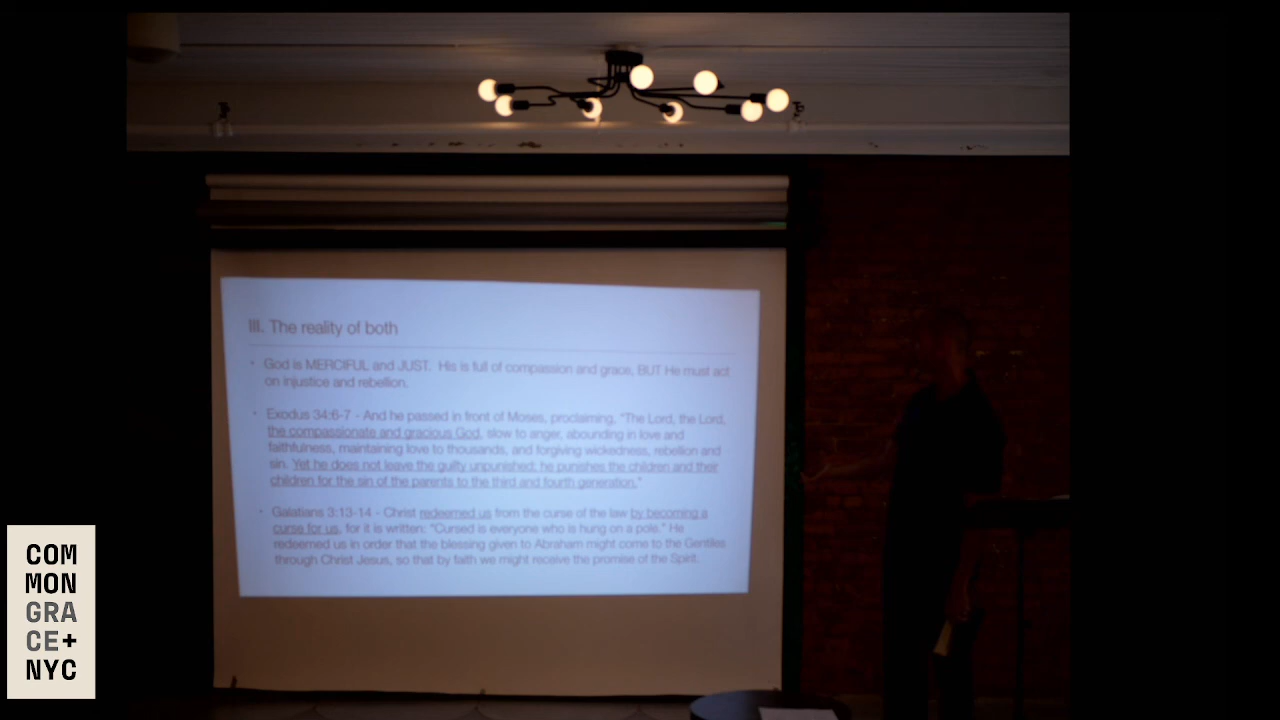 III. The reality of both
• God is MERCIFUL and JUST. His is full of compassion and grace, BUT He must act
on injustice and rebellion.
• Exodus 34:6-7 - And he passed in front of Moses, proclaiming, "The Lord, the Lord,
the compassionate and gracious God, slow to anger, abounding in love and
faithfulness, maintaining love to thousands, and forgiving wickedness, rebellion and
sin. Yet he does not leave the guilty unpunished; he punishes the children and their
children for the sin of the parents to the third and fourth generation."
• Galatians 3:13-14 - Christ redeemed us from the curse of the law by becoming a
curse for us, for it is written: "Cursed is everyone who is hung on a pole." He
redeemed us in order that the blessing given to Abraham might come to the Gentiles
through Christ Jesus, so that by faith we might receive the promise of the Spirit.
COM
MON
GRA
CE+
NYC